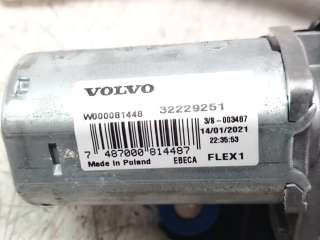 VOLVO
W000081448 32229251
3/8-003487
14/01/2021
22:35:53
7 487000 814487
Made in Poland EBECA FLEX1